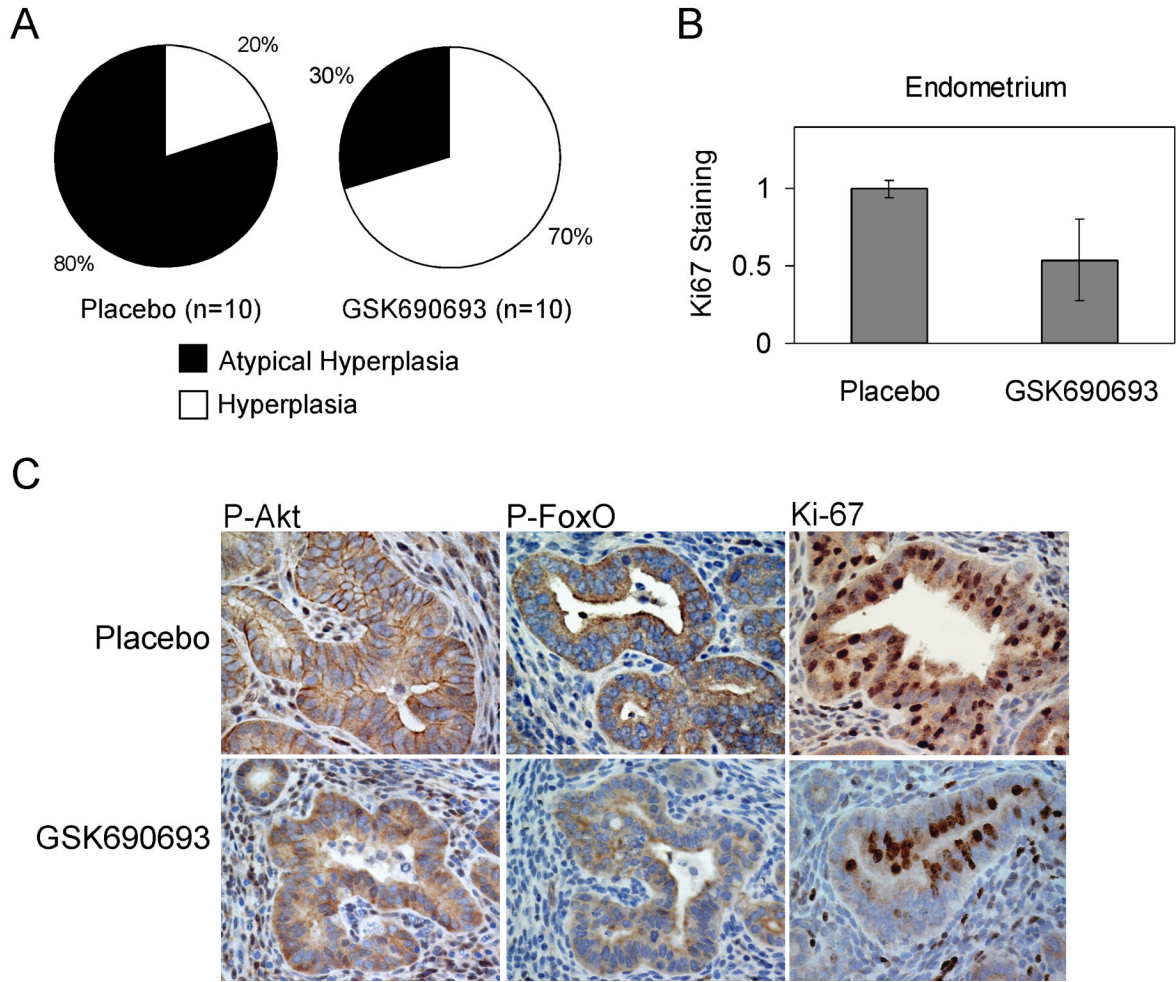 A
20%
80%
Placebo (n=10)
30%
70%
GSK690693 (n=10)
Atypical Hyperplasia
Hyperplasia
B
Endometrium
Ki67 Staining
1
0.5
0
Placebo
GSK690693
C
P-Akt
P-FoxO
Ki-67
Placebo
GSK690693